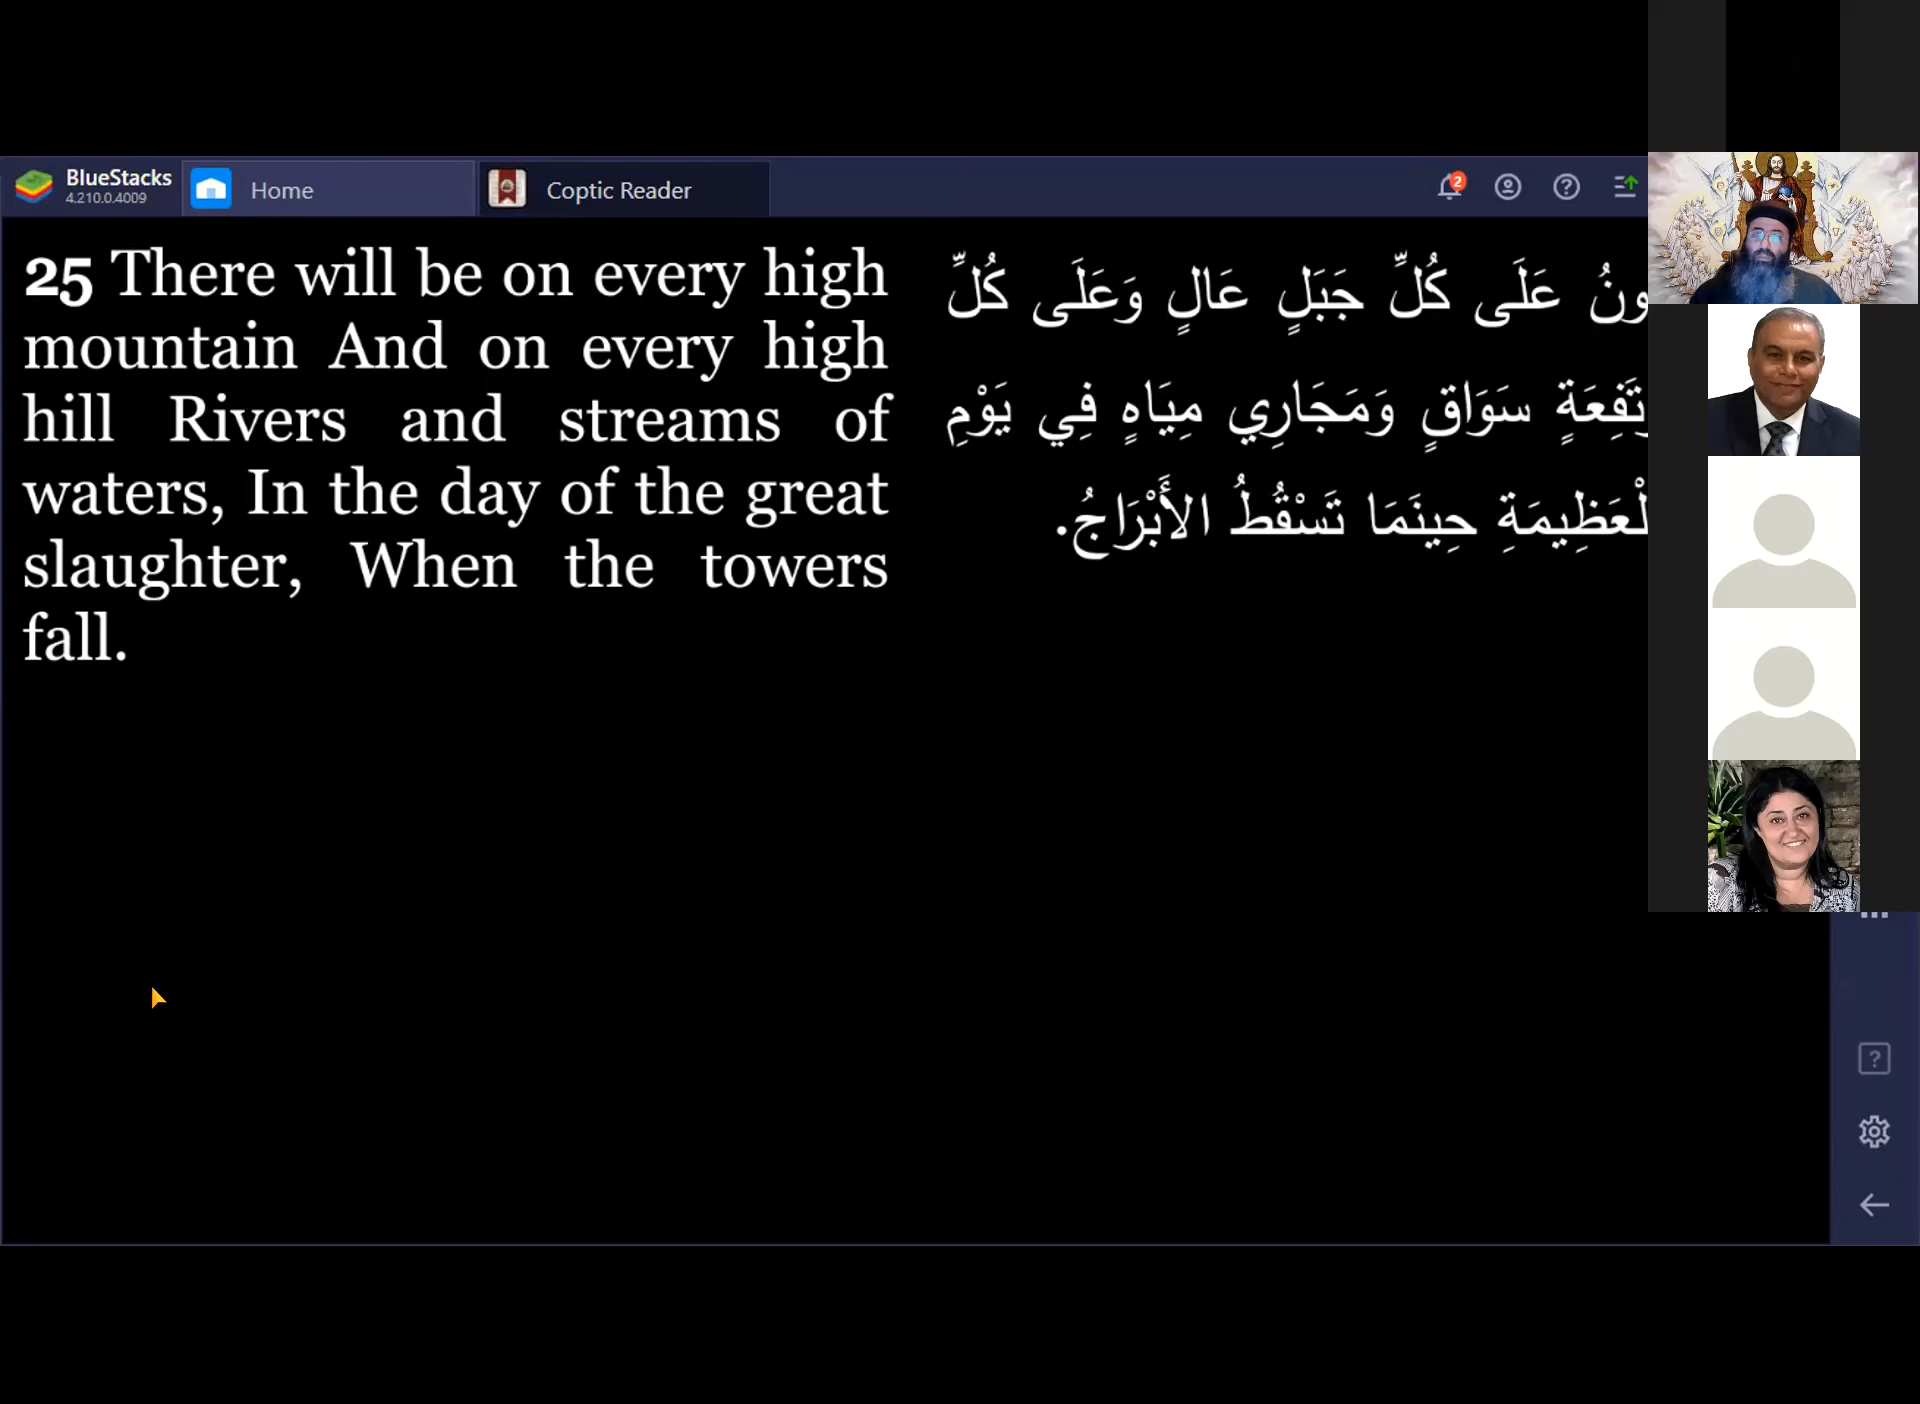 BlueStacks
4.210.0.4009
Home
Coptic Reader
2
25 There will be on every high
mountain And on every high
hill Rivers and streams of
waters, In the day of the great
slaughter, When the towers
fall.
عَلَى كُلِّ جَبَلٍ عَالٍ وَعَلَى كُلِّ
سَوَاقٍ وَمَجَارِي مِيَاهٍ فِي يَوْمِ
لْعَظِيمَةِ حِينَمَا تَسْقُطُ الأَبْرَاجُ.